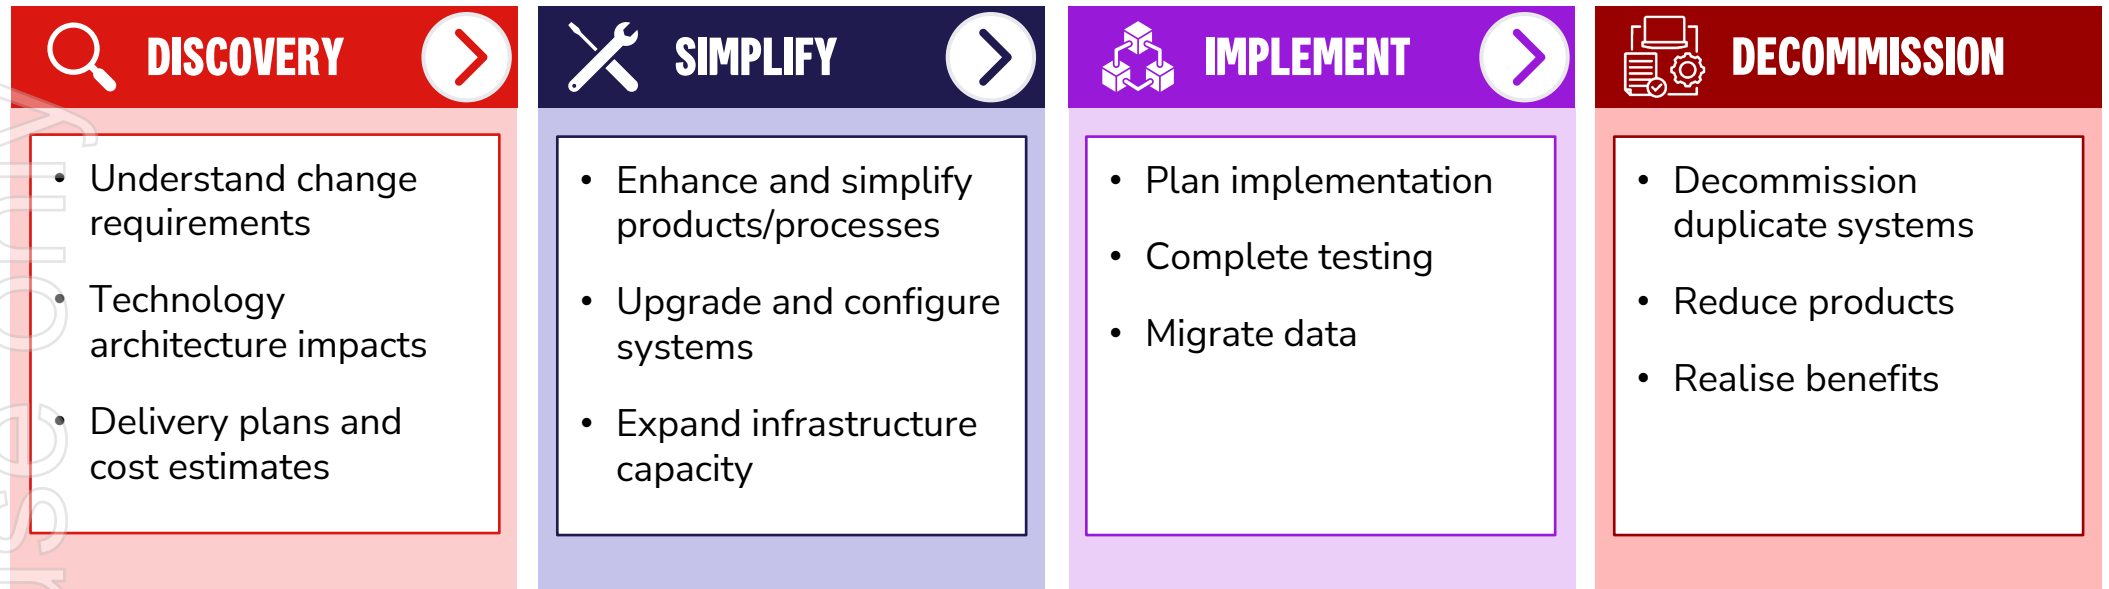 DISCOVERY
• Understand change
requirements
• Technology
architecture impacts
• Delivery plans and
cost estimates
SIMPLIFY
• Enhance and simplify
products/processes
• Upgrade and configure
systems
• Expand infrastructure
capacity
IMPLEMENT
• Plan implementation
• Complete testing
• Migrate data
DECOMMISSION
• Decommission
duplicate systems
• Reduce products
• Realise benefits
use only